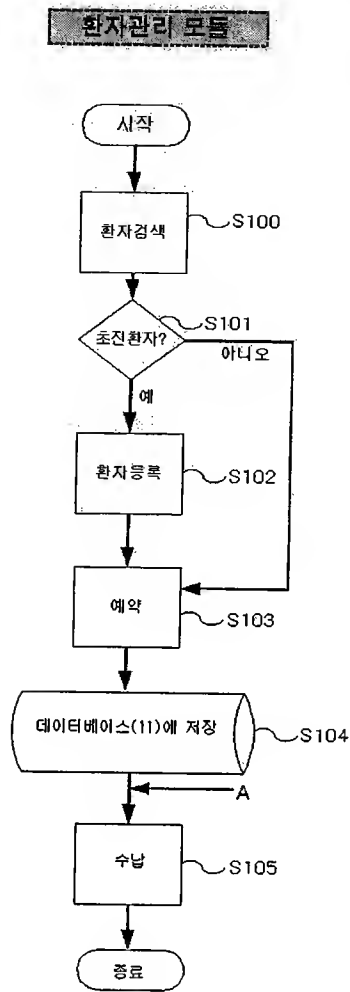 환자관리 모듈
시작
환자검색
S100
초진환자?
S101
아니오
예
환자등록
S102
예약
S103
데이터베이스(11)에 저장
S104
A
수납
S105
종료